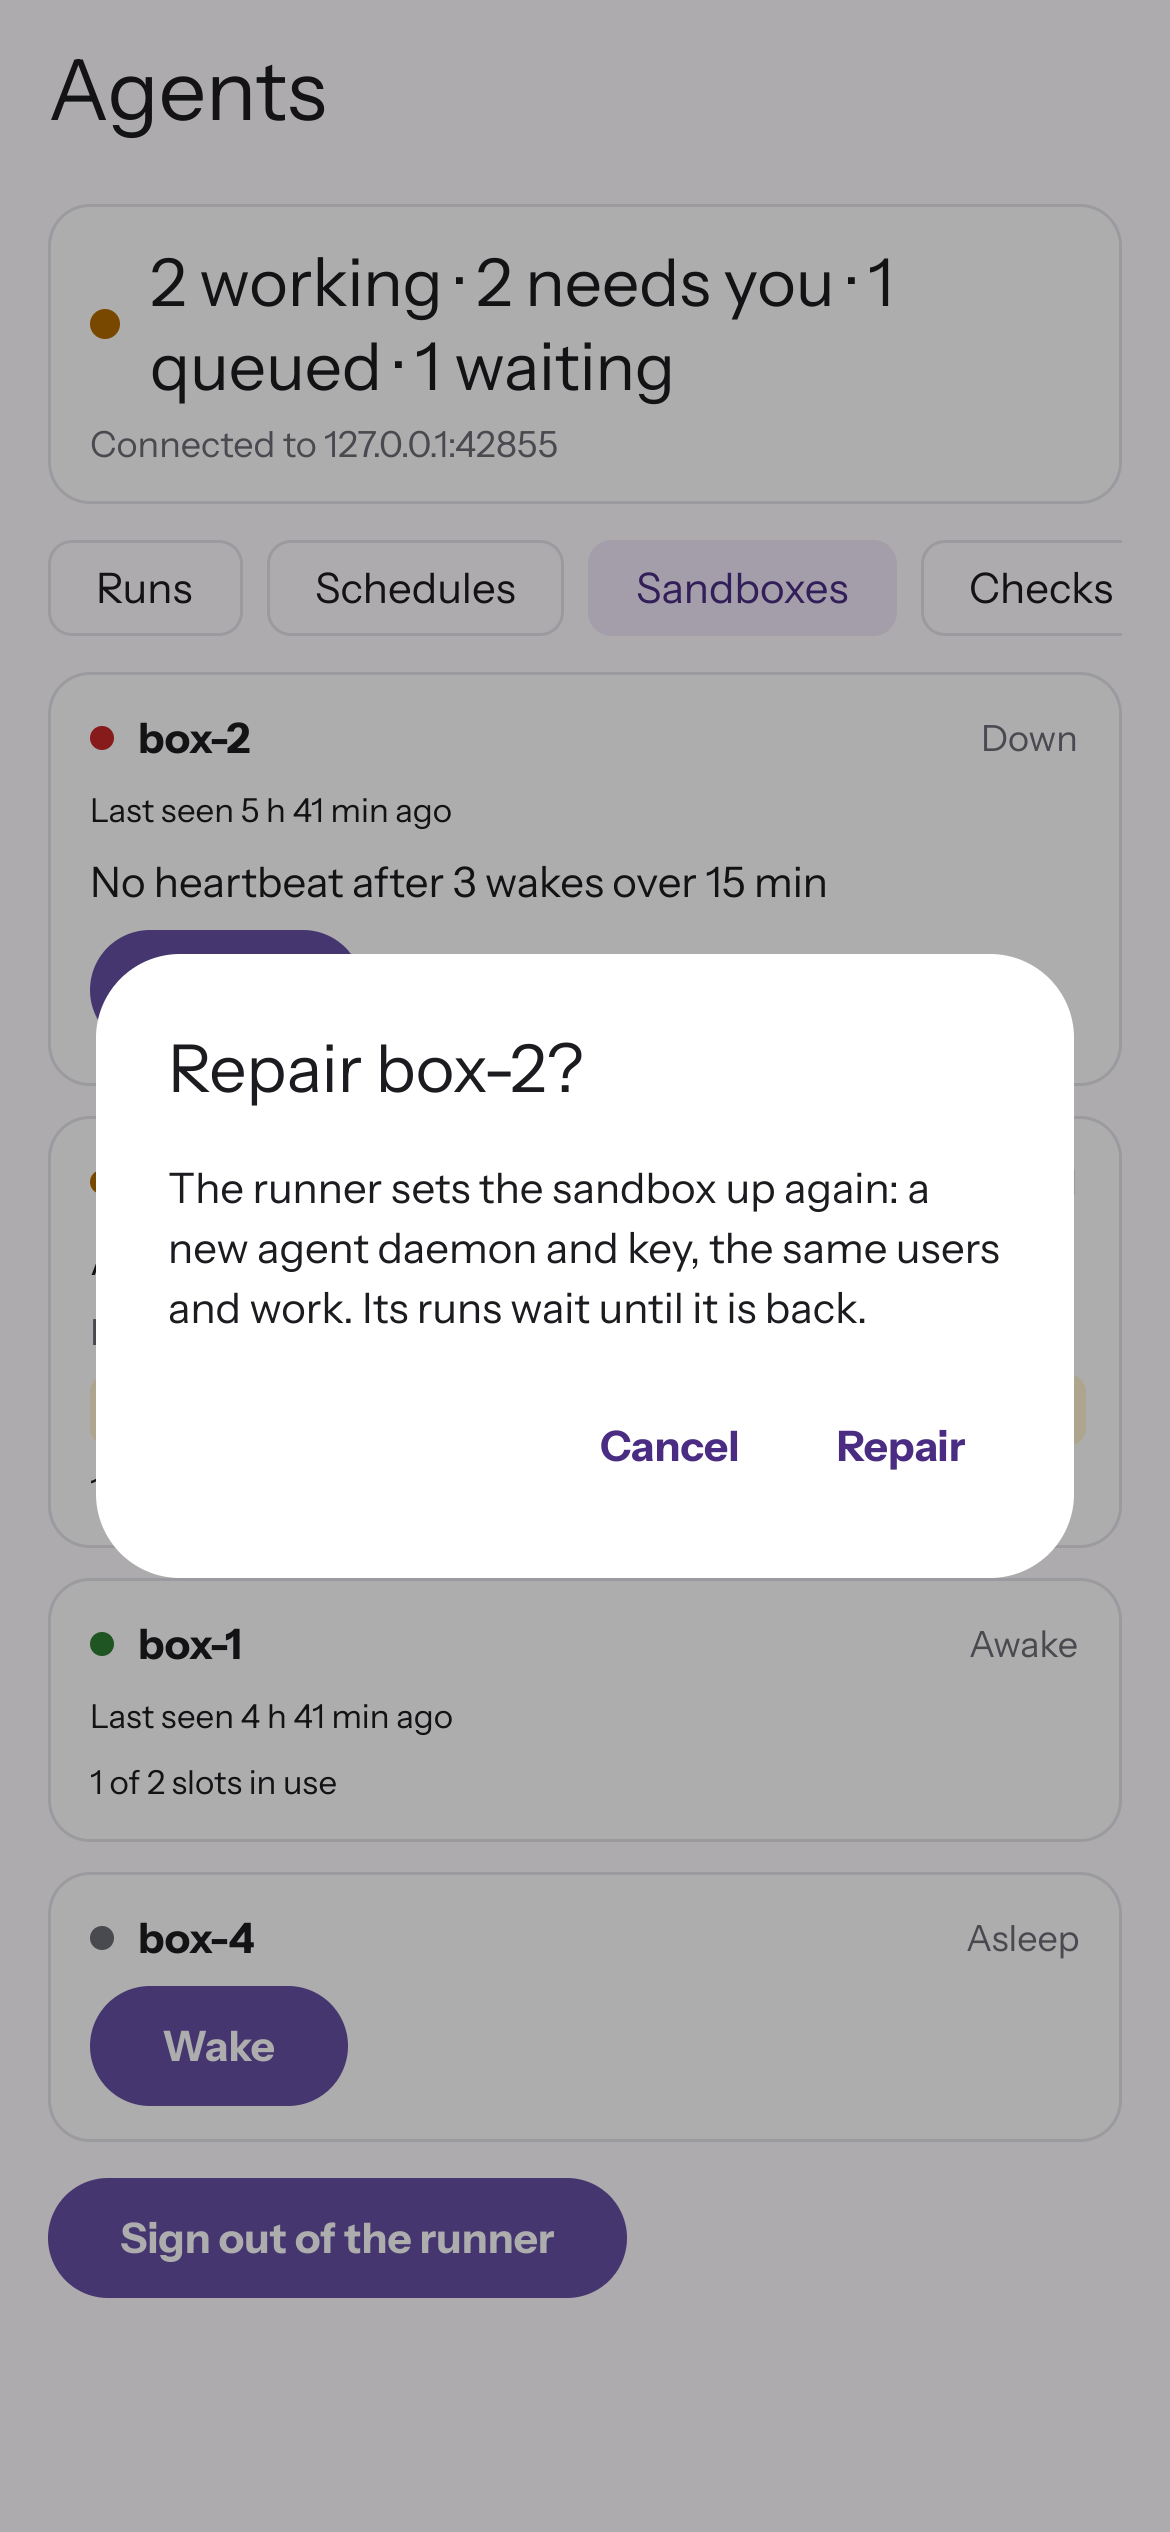 Agents
2 working · 2 needs you · 1
queued · 1 waiting
Connected to 127.0.0.1:42855
Runs
Schedules
Sandboxes
Checks
box-2
Down
Last seen 5 h 41 min ago
No heartbeat after 3 wakes over 15 min
Repair box-2?
The runner sets the sandbox up again: a
new agent daemon and key, the same users
and work. Its runs wait until it is back.
Cancel
Repair
box-1
Awake
Last seen 4 h 41 min ago
1 of 2 slots in use
box-4
Asleep
Wake
Sign out of the runner